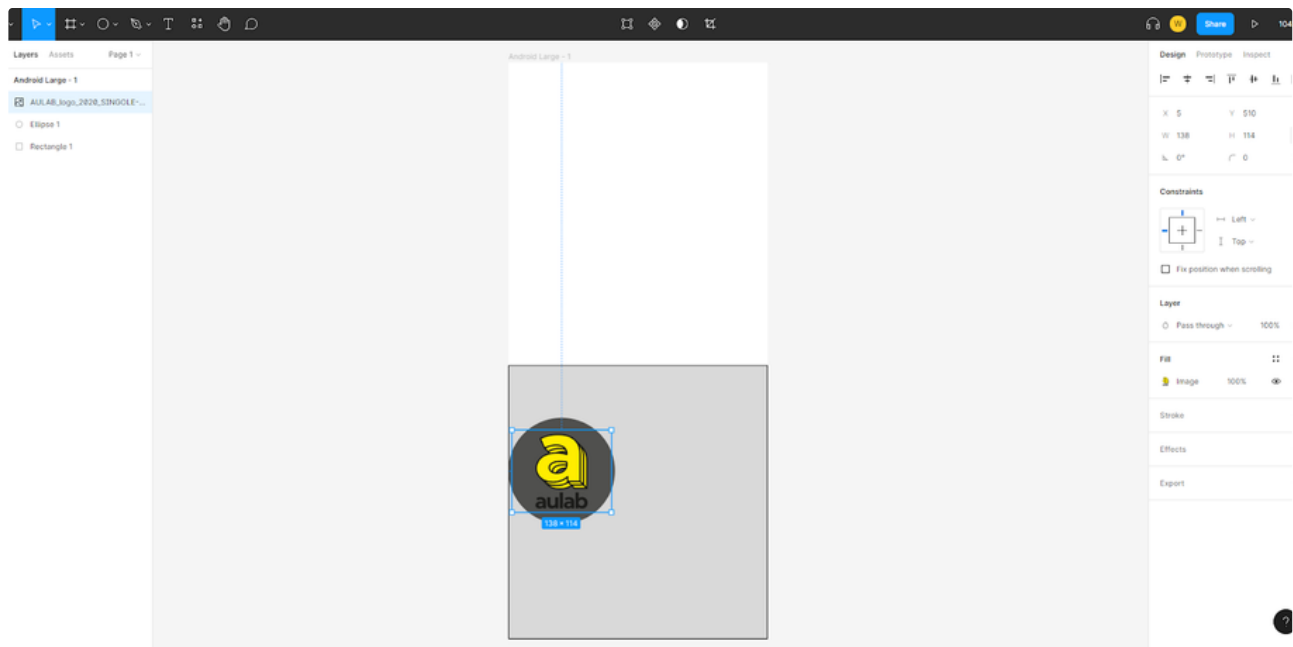 W Share 104
Layers Assets Page 1
Design Prototype Inspect
Android Large - 1
Android Large - 1
AULAB_logo_2020_SINGOLE-...
Ellipse 1
Rectangle 1
X 5 Y 510
W 138 H 114
0° 0
Constraints
Left
Top
Fix position when scrolling
Layer
Pass through 100%
Fill
Image 100%
Stroke
Effects
Export
a
aulab
138 × 114
?